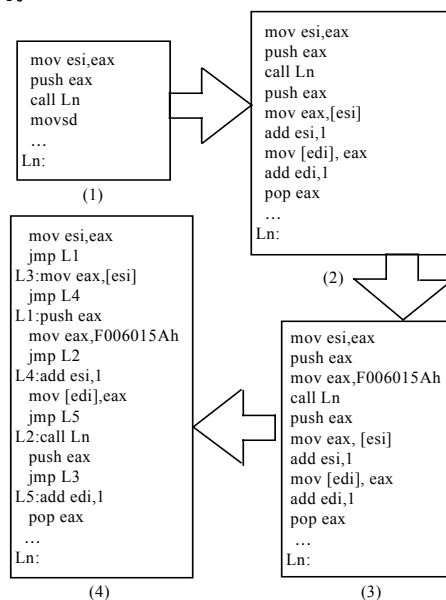 mov esi,eax
push eax
call Ln
movsd
...
Ln:
(1)
mov esi,eax
push eax
call Ln
push eax
mov eax,[esi]
add esi,1
mov [edi], eax
add edi,1
pop eax
...
Ln:
(2)
mov esi,eax
push eax
mov eax,F006015Ah
call Ln
push eax
mov eax, [esi]
add esi,1
mov [edi], eax
add edi,1
pop eax
...
Ln:
(3)
mov esi,eax
jmp L1
L3:mov eax,[esi]
jmp L4
L1:push eax
mov eax,F006015Ah
jmp L2
L4:add esi,1
mov [edi],eax
jmp L5
L2:call Ln
push eax
jmp L3
L5:add edi,1
pop eax
...
Ln:
(4)